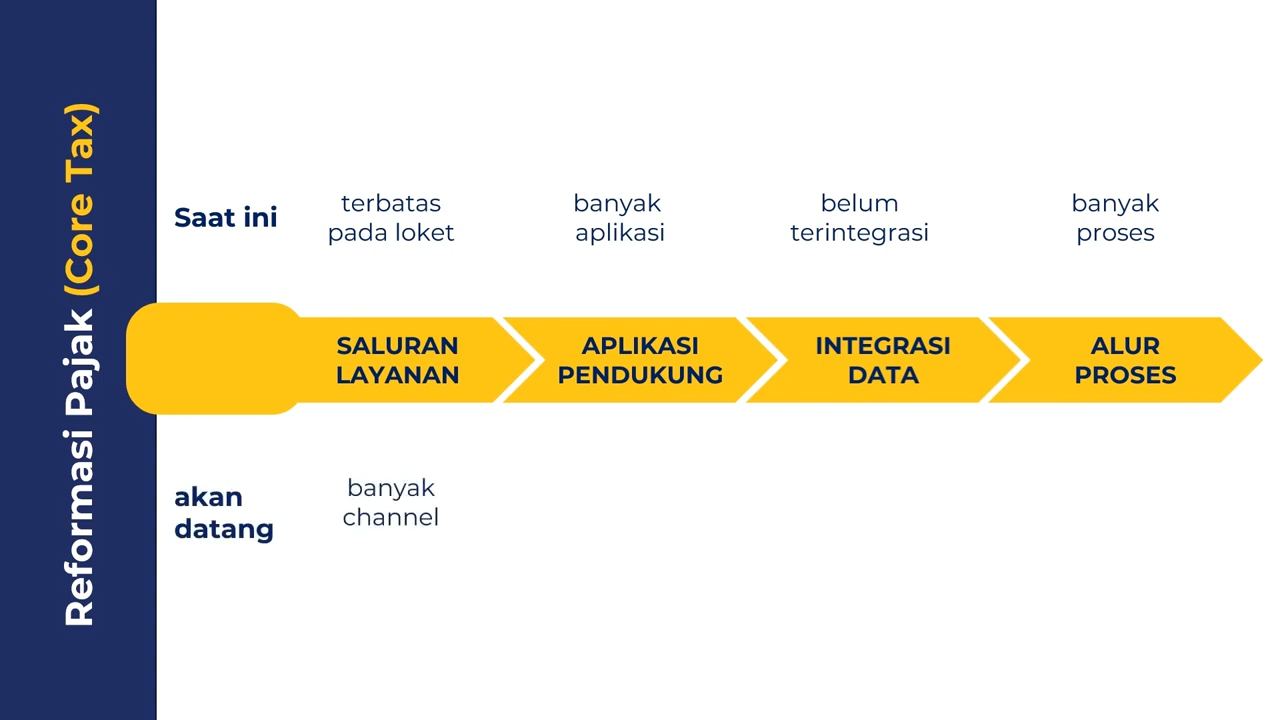 Reformasi Pajak (Core Tax)
Saat ini
terbatas
pada loket
banyak
aplikasi
belum
terintegrasi
banyak
proses
SALURAN
LAYANAN
APLIKASI
PENDUKUNG
INTEGRASI
DATA
ALUR
PROSES
akan
datang
banyak
channel